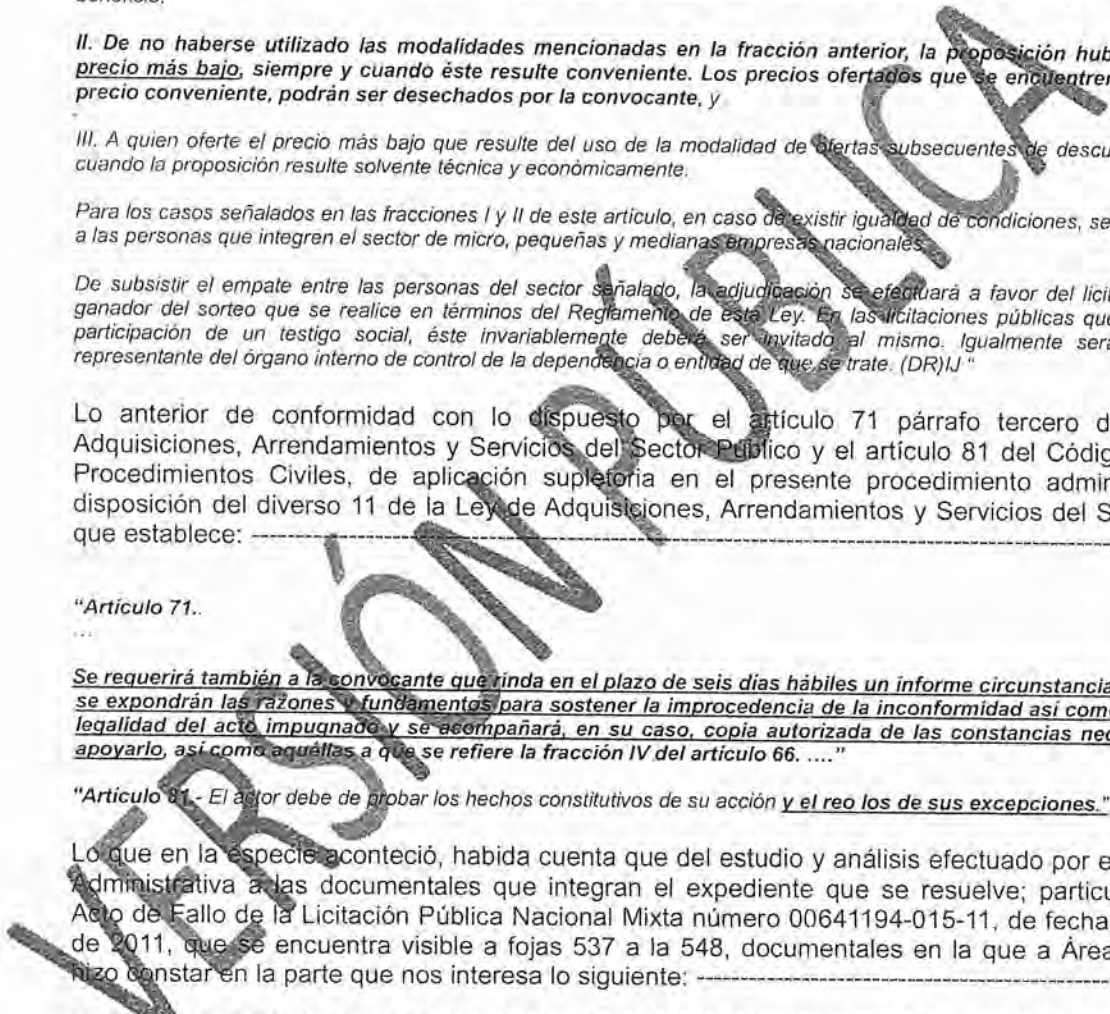 II. De no haberse utilizado las modalidades mencionadas en la fracción anterior, la proposición hub
precio más bajo, siempre y cuando éste resulte conveniente. Los precios ofertados que se encuentren
precio conveniente, podrán ser desechados por la convocante, y
III. A quien oferte el precio más bajo que resulte del uso de la modalidad de ofertas subsecuentes de descu
cuando la proposición resulte solvente técnica y económicamente.
Para los casos señalados en las fracciones I y II de este artículo, en caso de existir igualdad de condiciones, se
a las personas que integren el sector de micro, pequeñas y medianas empresas nacionales.
De subsistir el empate entre las personas del sector señalado, la adjudicación se efectuará a favor del licit
ganador del sorteo que se realice en términos del Reglamento de esta Ley. En las licitaciones públicas que
participación de un testigo social, éste invariablemente deberá ser invitado al mismo. Igualmente será
representante del órgano interno de control de la dependencia o entidad de que se trate. (DR)IJ "
Lo anterior de conformidad con lo dispuesto por el artículo 71 párrafo tercero d
Adquisiciones, Arrendamientos y Servicios del Sector Público y el artículo 81 del Códig
Procedimientos Civiles, de aplicación supletoria en el presente procedimiento admin
disposición del diverso 11 de la Ley de Adquisiciones, Arrendamientos y Servicios del S
que establece: ----------
"Artículo 71..
...
Se requerirá también a la convocante que rinda en el plazo de seis días hábiles un informe circunstancia
se expondrán las razones y fundamentos para sostener la improcedencia de la inconformidad así como
legalidad del acto impugnado y se acompañará, en su caso, copia autorizada de las constancias nec
apoyarlo, así como aquéllas a que se refiere la fracción IV del artículo 66. ...."
"Artículo 81.- El actor debe de probar los hechos constitutivos de su acción y el reo los de sus excepciones."
Lo que en la especie aconteció, habida cuenta que del estudio y análisis efectuado por e
Administrativa a las documentales que integran el expediente que se resuelve; particu
Acto de Fallo de la Licitación Pública Nacional Mixta número 00641194-015-11, de fecha
de 2011, que se encuentra visible a fojas 537 a la 548, documentales en la que a Área
hizo constar en la parte que nos interesa lo siguiente: ----------
VERSIÓN PÚBLICA